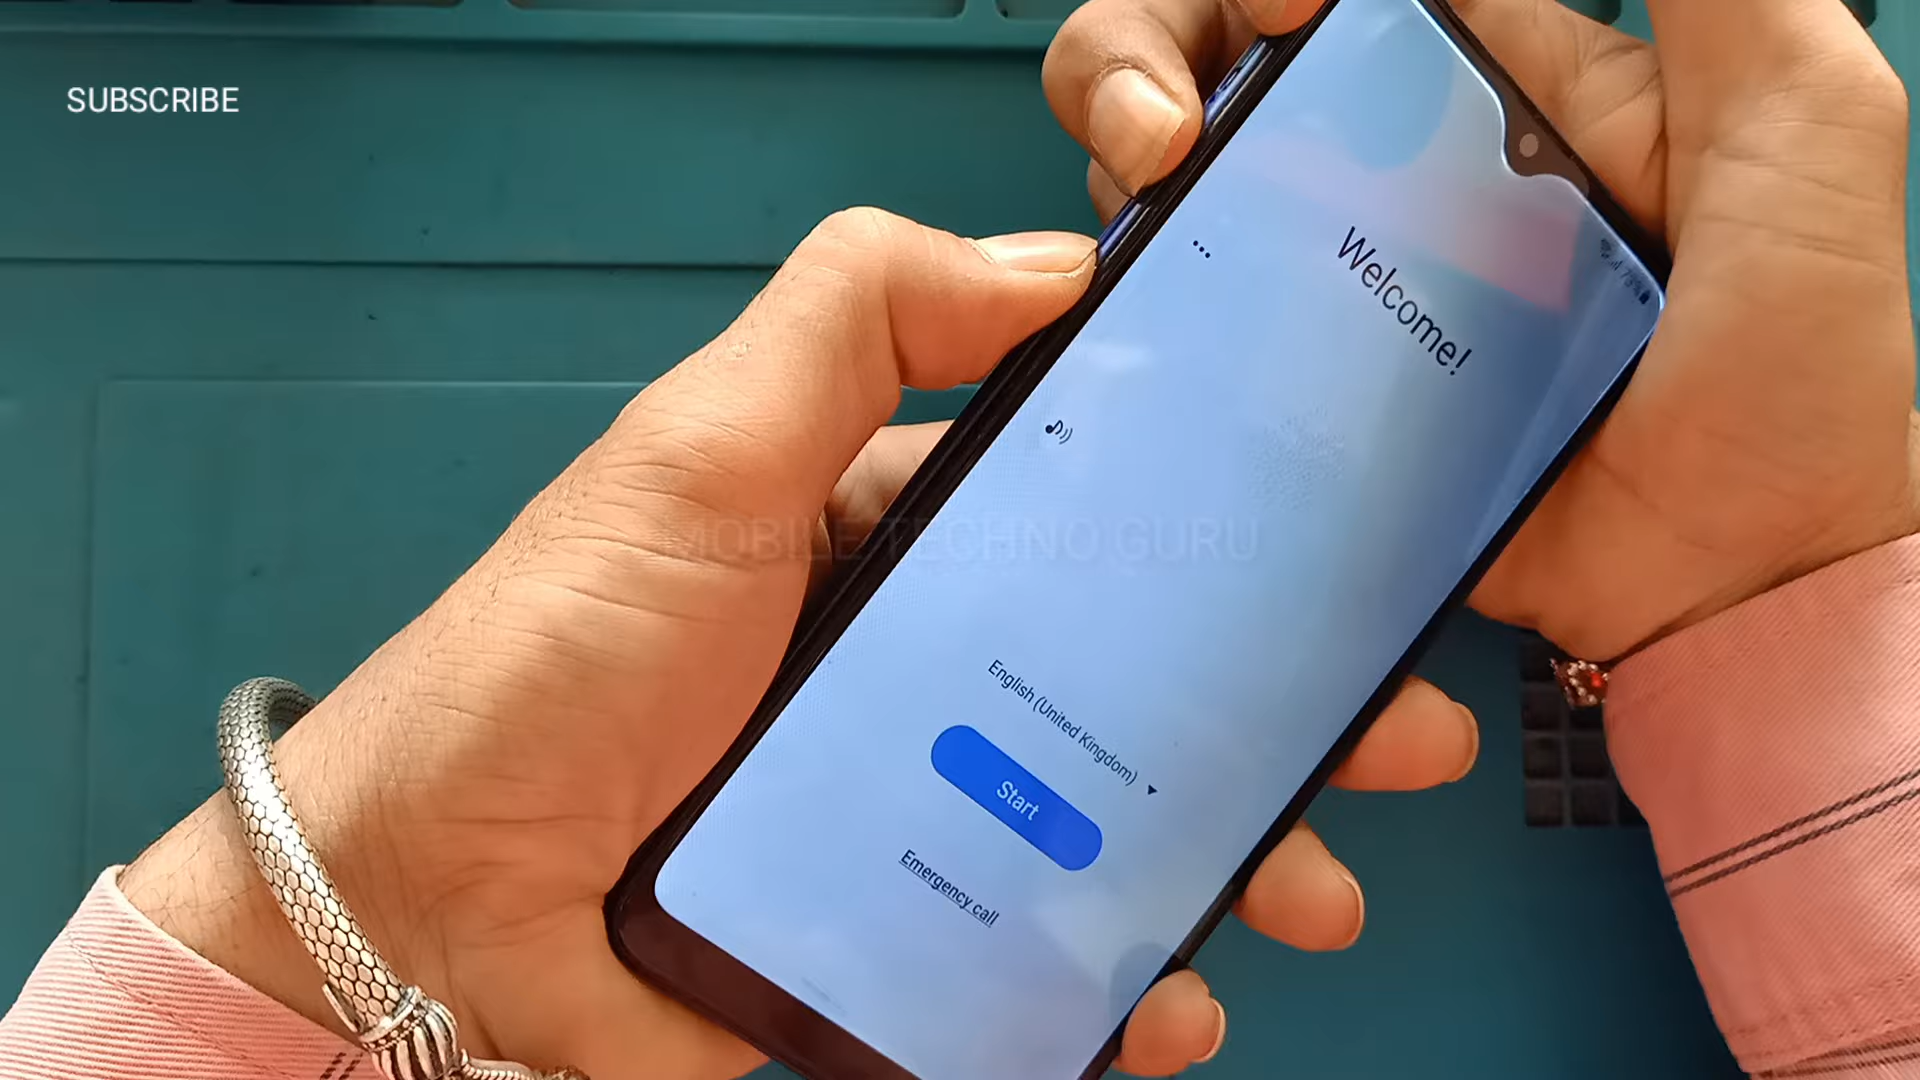 SUBSCRIBE
Welcome!
MOBILE TECHNO GURU
English (United Kingdom)
Start
Emergency call